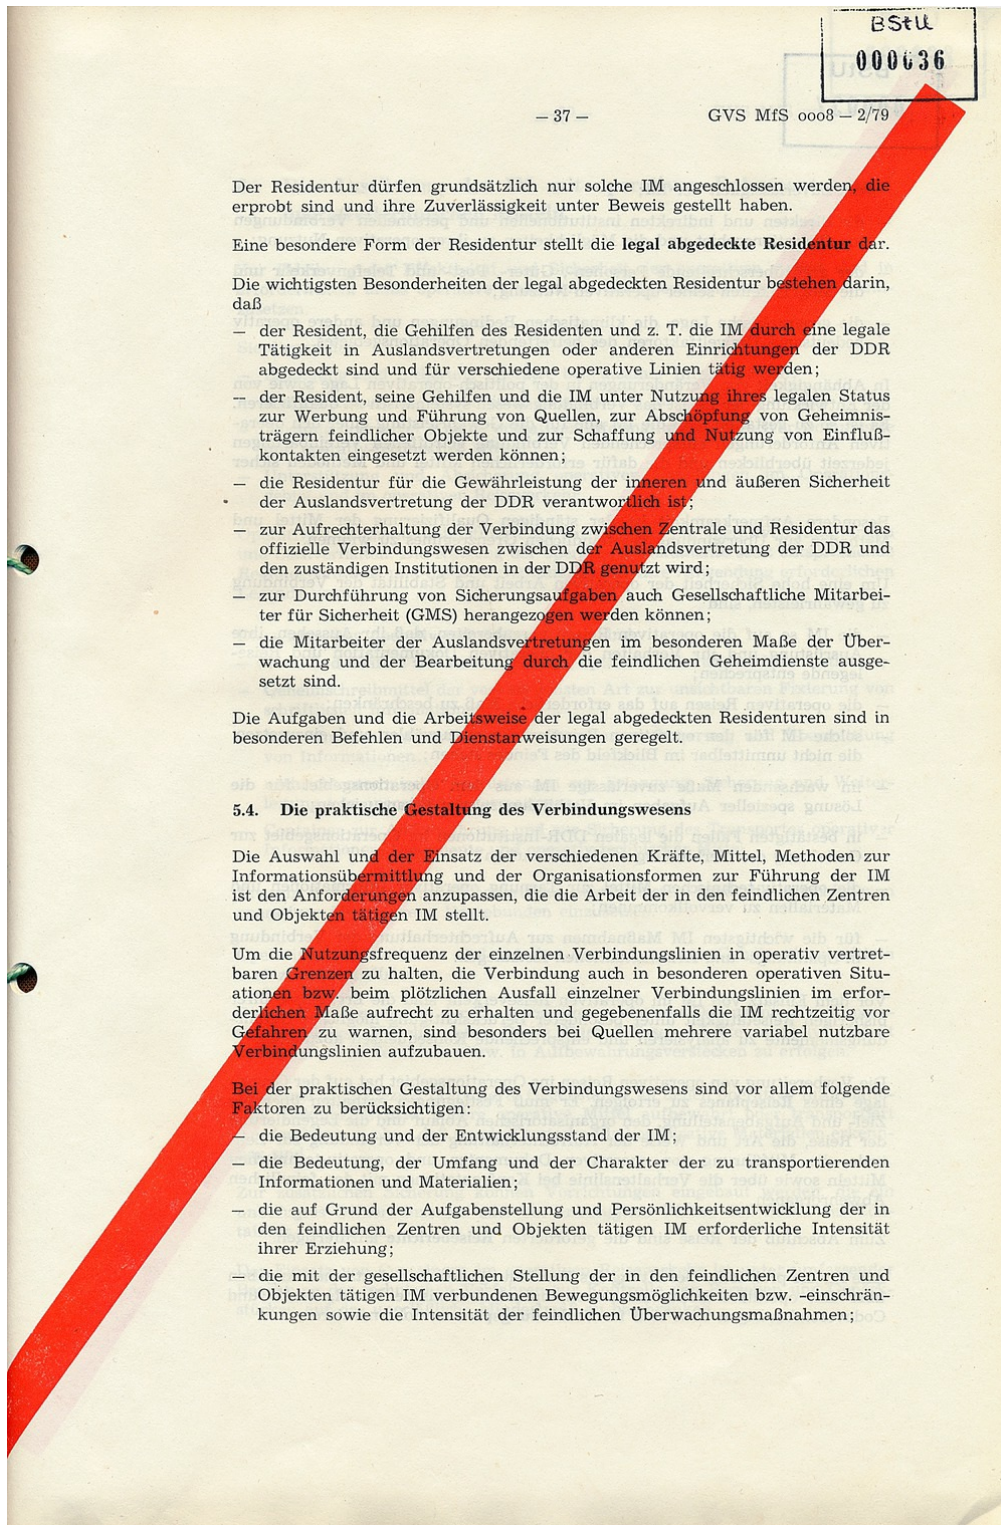 BStU
000036
— 37 —
GVS MfS ooo8 — 2/79
Der Residentur dürfen grundsätzlich nur solche IM angeschlossen werden, die
erprobt sind und ihre Zuverlässigkeit unter Beweis gestellt haben.
Eine besondere Form der Residentur stellt die legal abgedeckte Residentur dar.
Die wichtigsten Besonderheiten der legal abgedeckten Residentur bestehen darin,
daß
— der Resident, die Gehilfen des Residenten und z. T. die IM durch eine legale
Tätigkeit in Auslandsvertretungen oder anderen Einrichtungen der DDR
abgedeckt sind und für verschiedene operative Linien tätig werden;
— der Resident, seine Gehilfen und die IM unter Nutzung ihres legalen Status
zur Werbung und Führung von Quellen, zur Abschöpfung von Geheimnis-
trägern feindlicher Objekte und zur Schaffung und Nutzung von Einfluß-
kontakten eingesetzt werden können;
— die Residentur für die Gewährleistung der inneren und äußeren Sicherheit
der Auslandsvertretung der DDR verantwortlich ist;
— zur Aufrechterhaltung der Verbindung zwischen Zentrale und Residentur das
offizielle Verbindungswesen zwischen der Auslandsvertretung der DDR und
den zuständigen Institutionen in der DDR genutzt wird;
— zur Durchführung von Sicherungsaufgaben auch Gesellschaftliche Mitarbei-
ter für Sicherheit (GMS) herangezogen werden können;
— die Mitarbeiter der Auslandsvertretungen im besonderen Maße der Über-
wachung und der Bearbeitung durch die feindlichen Geheimdienste ausge-
setzt sind.
Die Aufgaben und die Arbeitsweise der legal abgedeckten Residenturen sind in
besonderen Befehlen und Dienstanweisungen geregelt.
5.4. Die praktische Gestaltung des Verbindungswesens
Die Auswahl und der Einsatz der verschiedenen Kräfte, Mittel, Methoden zur
Informationsübermittlung und der Organisationsformen zur Führung der IM
ist den Anforderungen anzupassen, die die Arbeit der in den feindlichen Zentren
und Objekten tätigen IM stellt.
Um die Nutzungsfrequenz der einzelnen Verbindungslinien in operativ vertret-
baren Grenzen zu halten, die Verbindung auch in besonderen operativen Situ-
ationen bzw. beim plötzlichen Ausfall einzelner Verbindungslinien im erfor-
derlichen Maße aufrecht zu erhalten und gegebenenfalls die IM rechtzeitig vor
Gefahren zu warnen, sind besonders bei Quellen mehrere variabel nutzbare
Verbindungslinien aufzubauen.
Bei der praktischen Gestaltung des Verbindungswesens sind vor allem folgende
Faktoren zu berücksichtigen:
— die Bedeutung und der Entwicklungsstand der IM;
— die Bedeutung, der Umfang und der Charakter der zu transportierenden
Informationen und Materialien;
— die auf Grund der Aufgabenstellung und Persönlichkeitsentwicklung der in
den feindlichen Zentren und Objekten tätigen IM erforderliche Intensität
ihrer Erziehung;
— die mit der gesellschaftlichen Stellung der in den feindlichen Zentren und
Objekten tätigen IM verbundenen Bewegungsmöglichkeiten bzw. -einschrän-
kungen sowie die Intensität der feindlichen Überwachungsmaßnahmen;